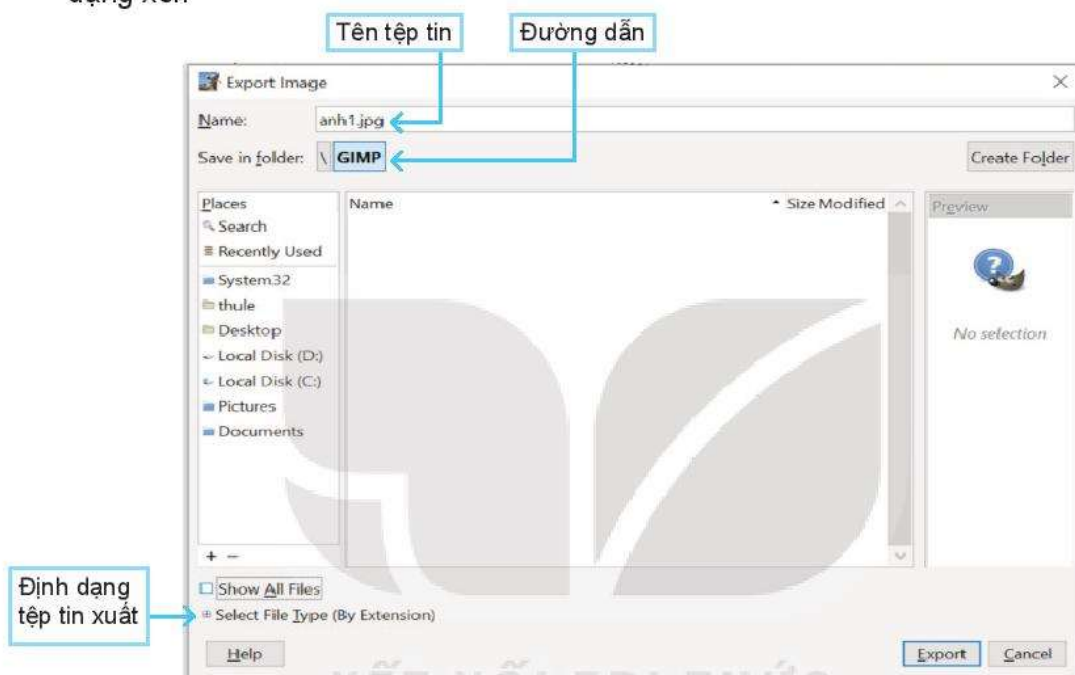 Tên tệp tin
Đường dẫn
Export Image
Name: anh1.jpg
Save in folder: \ GIMP Create Folder
Places Name Size Modified Preview
Search
Recently Used
System32
thule
Desktop
No selection
Local Disk (D:)
Local Disk (C:)
Pictures
Documents
+ −
Định dạng
tệp tin xuất
Show All Files
Select File Type (By Extension)
Help Export Cancel